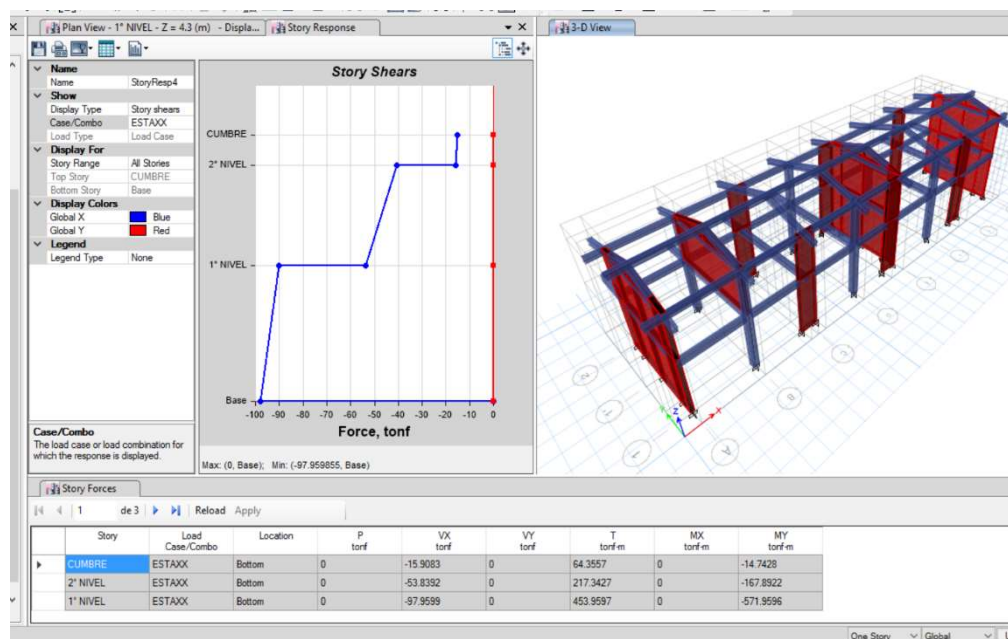 Plan View - 1° NIVEL - Z = 4.3 (m) - Displa...
Story Response
3-D View
Name
Name StoryResp4
Show
Display Type Story shears
Case/Combo ESTAXX
Load Type Load Case
Display For
Story Range All Stories
Top Story CUMBRE
Bottom Story Base
Display Colors
Global X Blue
Global Y Red
Legend
Legend Type None
Case/Combo
The load case or load combination for
which the response is displayed.
Story Shears
CUMBRE
2° NIVEL
1° NIVEL
Base
-100 -90 -80 -70 -60 -50 -40 -30 -20 -10 0
Force, tonf
Max: (0, Base); Min: (-97.959855, Base)
X
Y
Z
A
B
C
1
Story Forces
1 de 3 Reload Apply
Story Load Case/Combo Location P tonf VX tonf VY tonf T tonf-m MX tonf-m MY tonf-m
CUMBRE ESTAXX Bottom 0 -15.9083 0 64.3557 0 -14.7428
2° NIVEL ESTAXX Bottom 0 -53.8392 0 217.3427 0 -167.8922
1° NIVEL ESTAXX Bottom 0 -97.9599 0 453.9597 0 -571.9596
One Story Global